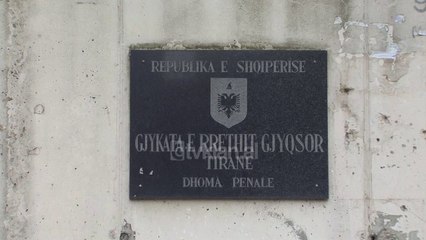 REPUBLIKA E SHQIPERISE
GJYKATA E RRETHIT GJYQSOR
TIRANE
DHOMA PENALE